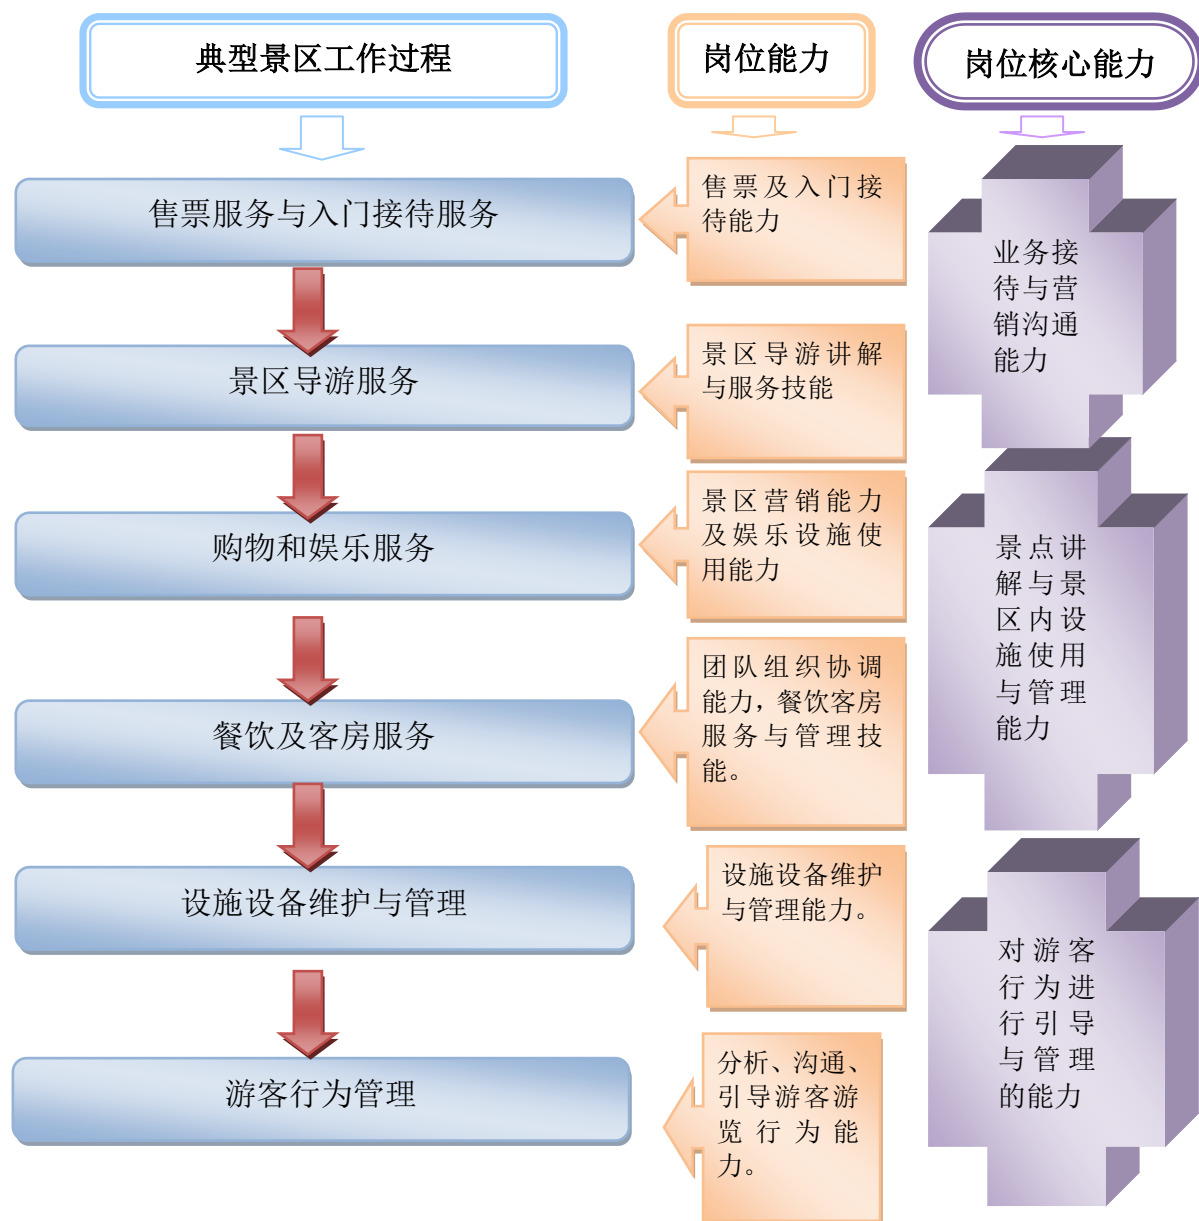 典型景区工作过程
岗位能力
岗位核心能力
售票服务与入门接待服务
景区导游服务
购物和娱乐服务
餐饮及客房服务
设施设备维护与管理
游客行为管理
售票及入门接
待能力
景区导游讲解
与服务技能
景区营销能力
及娱乐设施使
用能力
团队组织协调
能力，餐饮客房
服务与管理技
能。
设施设备维护
与管理能力。
分析、沟通、
引导游客游
览行为能
力。
业务接
待与营
销沟通
能力
景点讲
解与景
区内设
施使用
与管理
能力
对游客
行为进
行引导
与管理
的能力